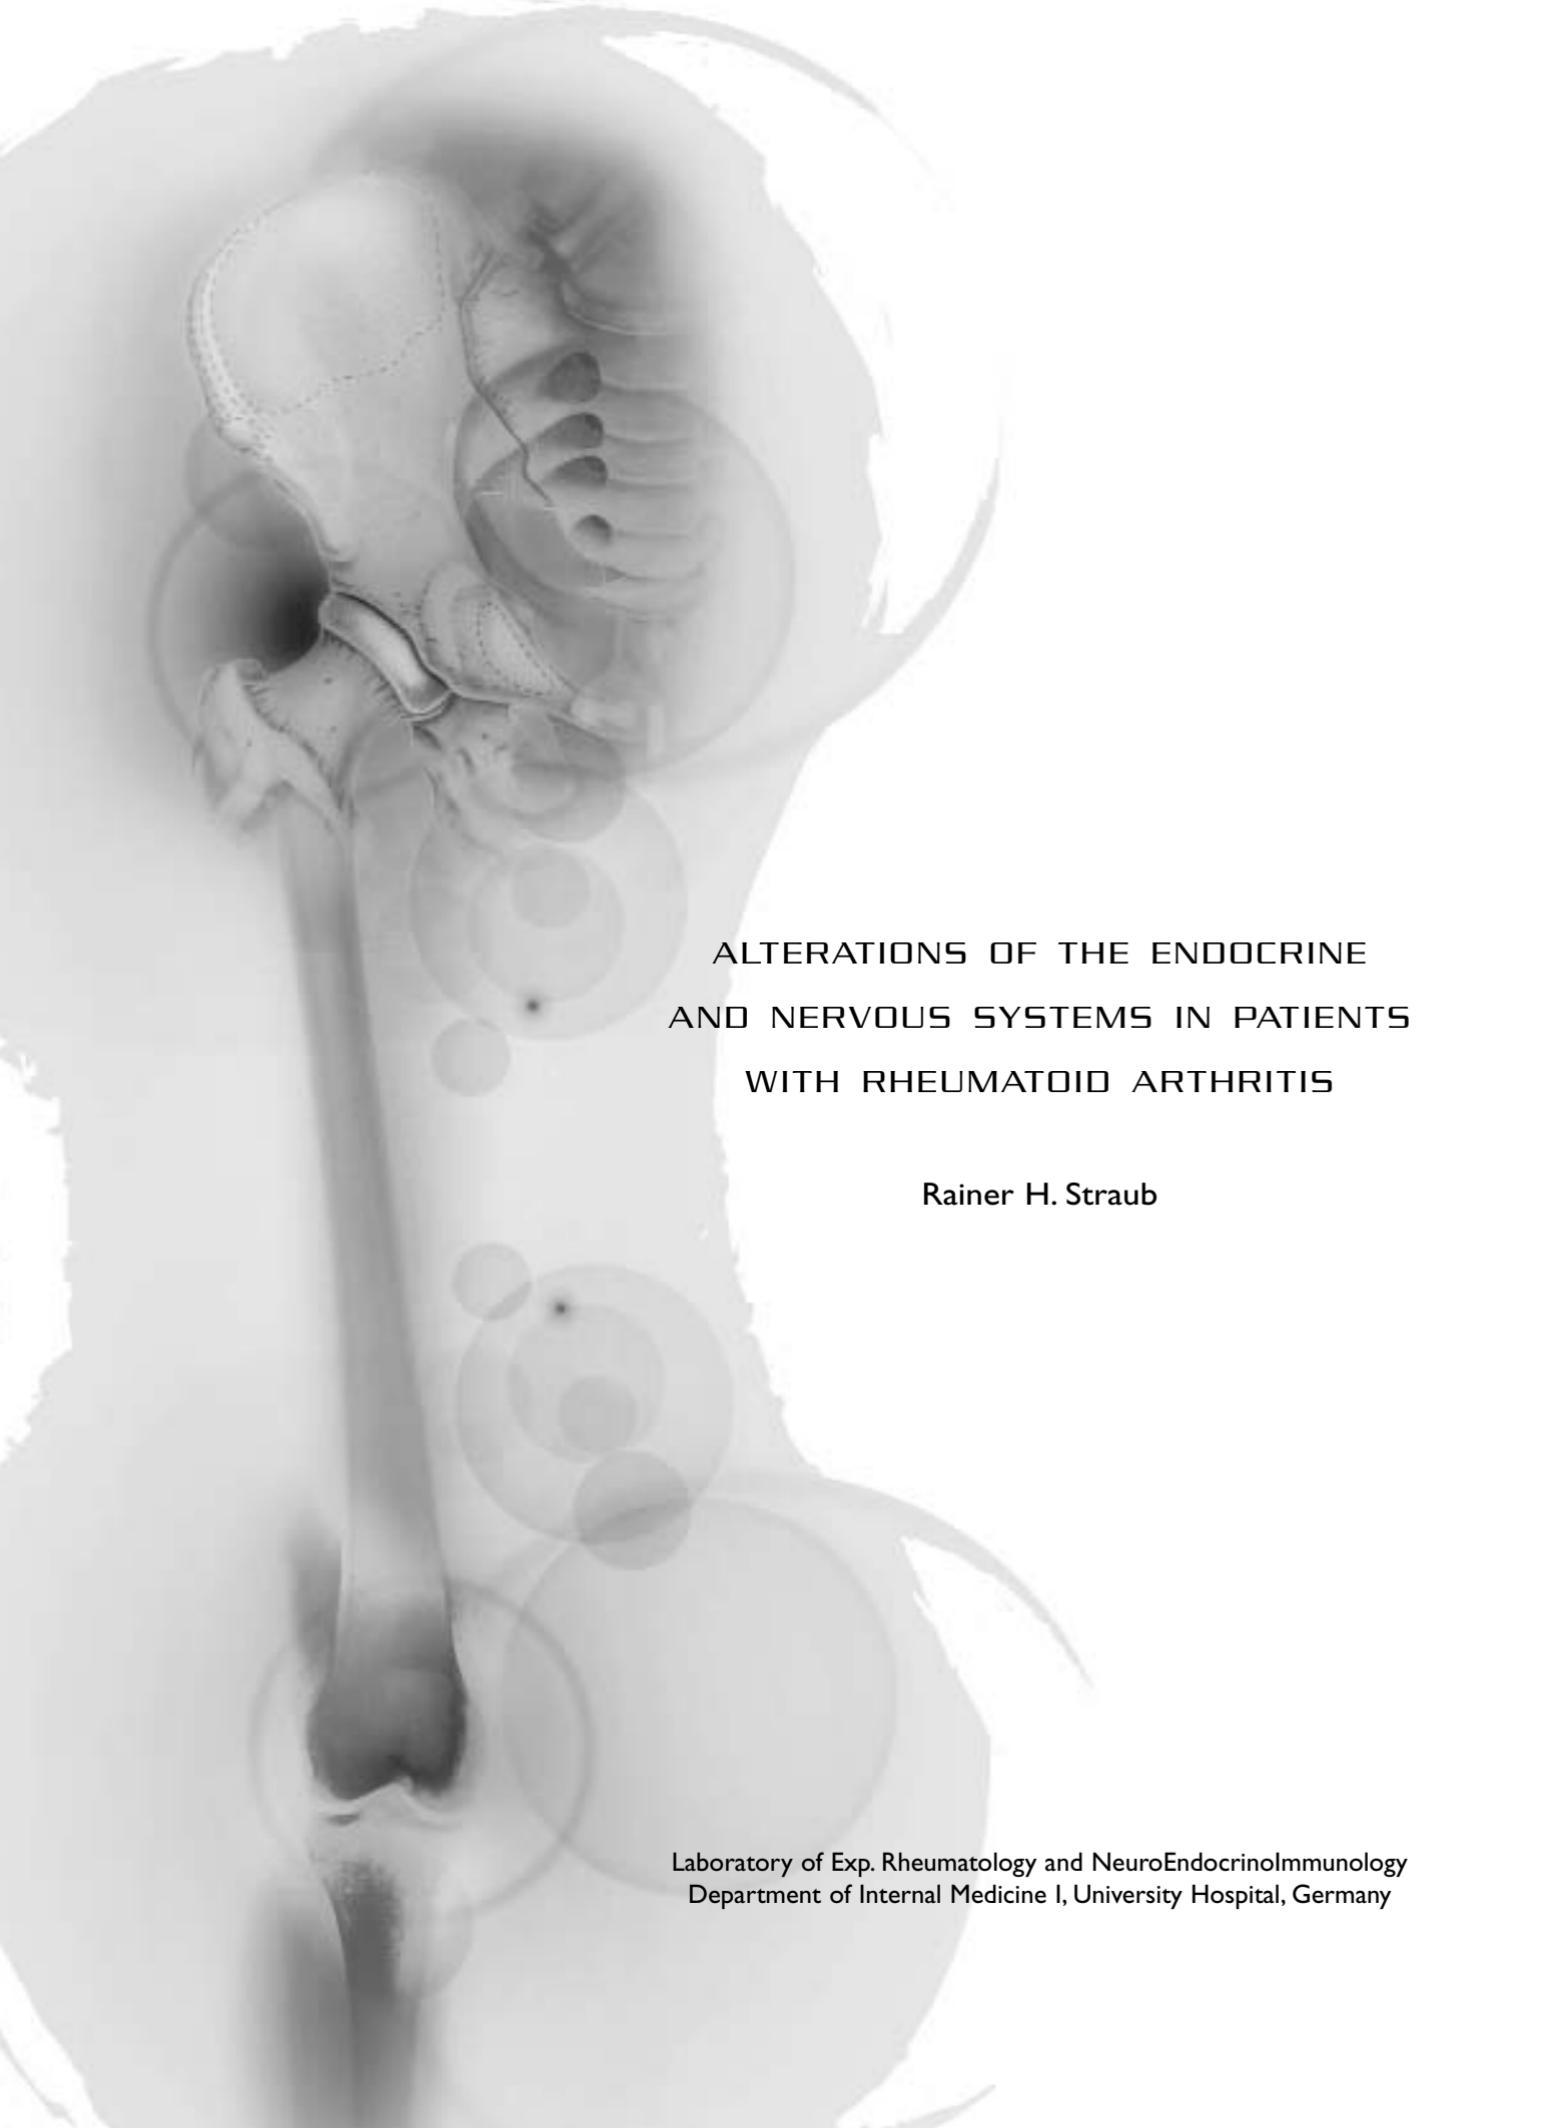 ALTERATIONS OF THE ENDOCRINE
AND NERVOUS SYSTEMS IN PATIENTS
WITH RHEUMATOID ARTHRITIS
Rainer H. Straub
Laboratory of Exp. Rheumatology and NeuroEndocrinoImmunology
Department of Internal Medicine I, University Hospital, Germany